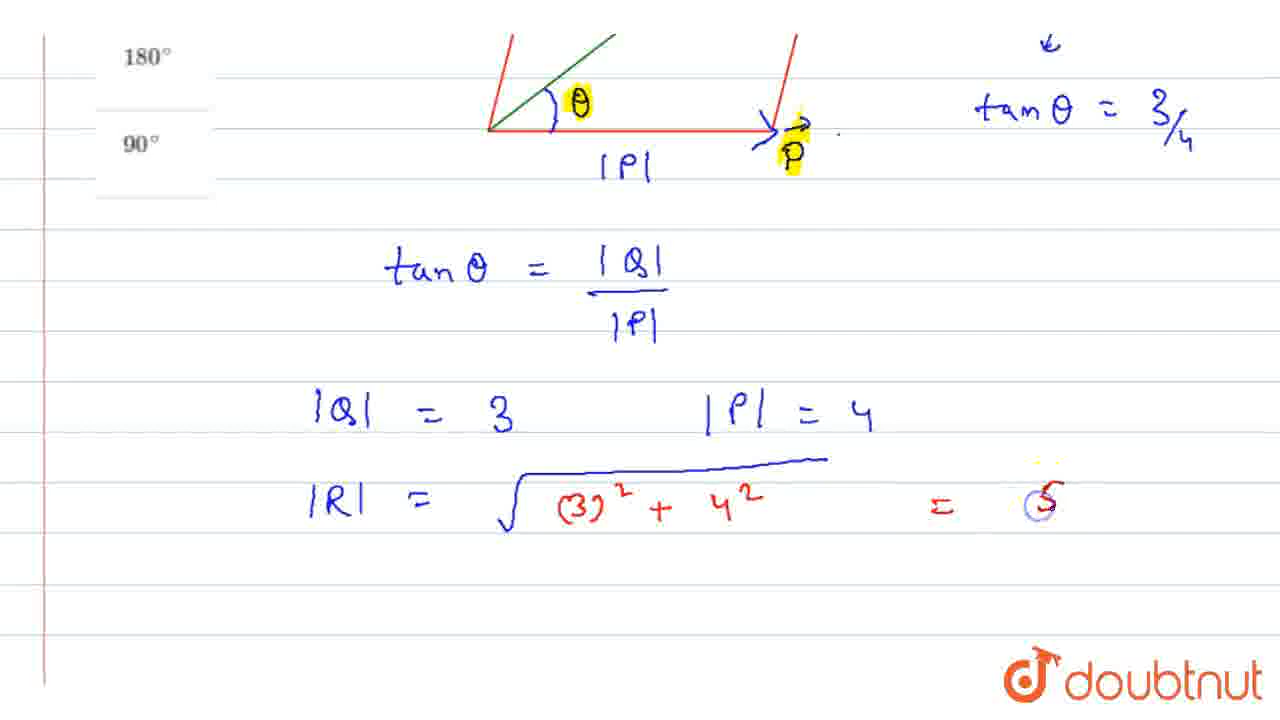 180°
θ
tan θ = 3/4
90°
|P|
P
tan θ = |Q| / |P|
|Q| = 3 |P| = 4
|R| = √(3)² + 4² = 5
doubtnut